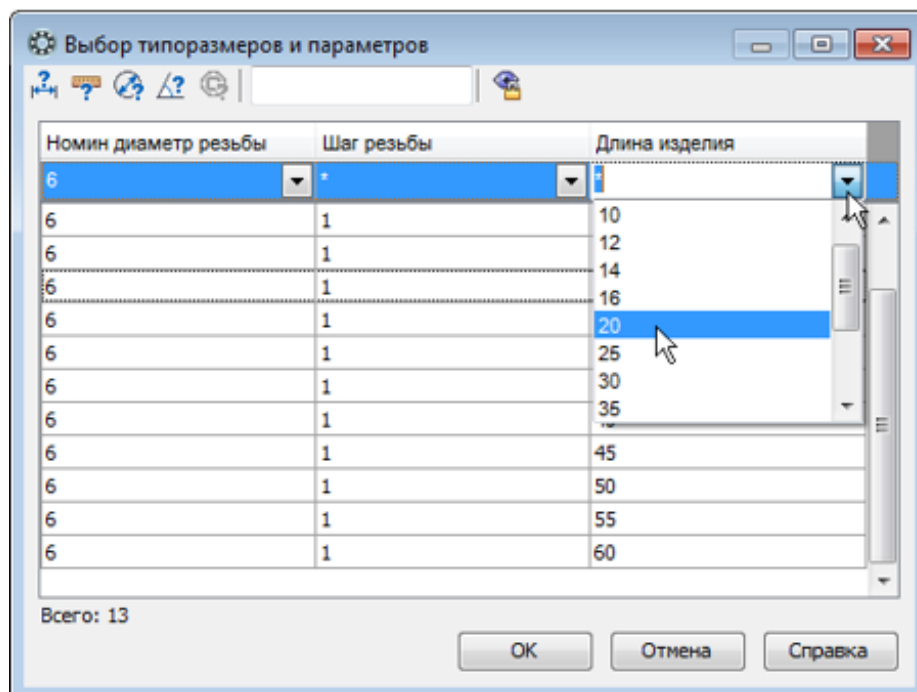 Выбор типоразмеров и параметров
Номин диаметр резьбы Шаг резьбы Длина изделия
6 * *
6 1 10
6 1 12
6 1 14
6 1 16
6 1 20
6 1 25
6 1 30
35
6 1 45
6 1 50
6 1 55
6 1 60
Всего: 13
OK Отмена Справка